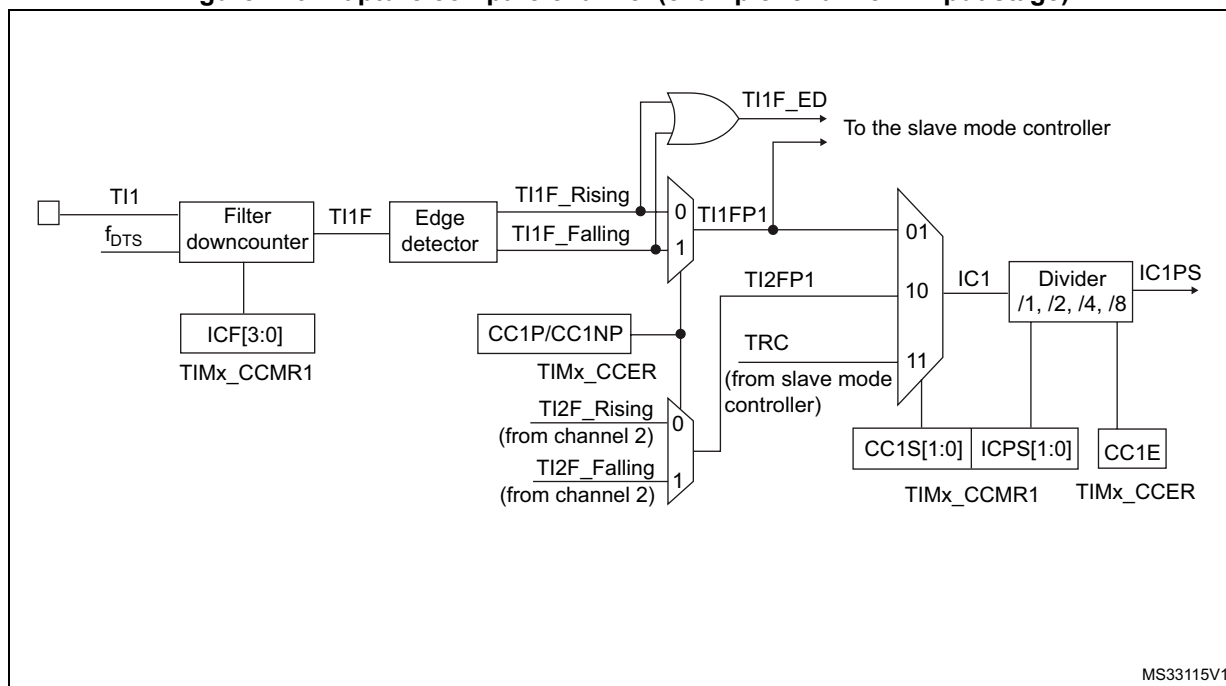 TI1F_ED
To the slave mode controller
TI1
f_DTS
Filter
downcounter
TI1F
Edge
detector
TI1F_Rising
TI1F_Falling
0
1
TI1FP1
TI2FP1
TRC
(from slave mode
controller)
01
10
11
IC1
Divider
/1, /2, /4, /8
IC1PS
ICF[3:0]
TIMx_CCMR1
CC1P/CC1NP
TIMx_CCER
TI2F_Rising
(from channel 2)
TI2F_Falling
(from channel 2)
0
1
CC1S[1:0]
ICPS[1:0]
TIMx_CCMR1
CC1E
TIMx_CCER
MS33115V1